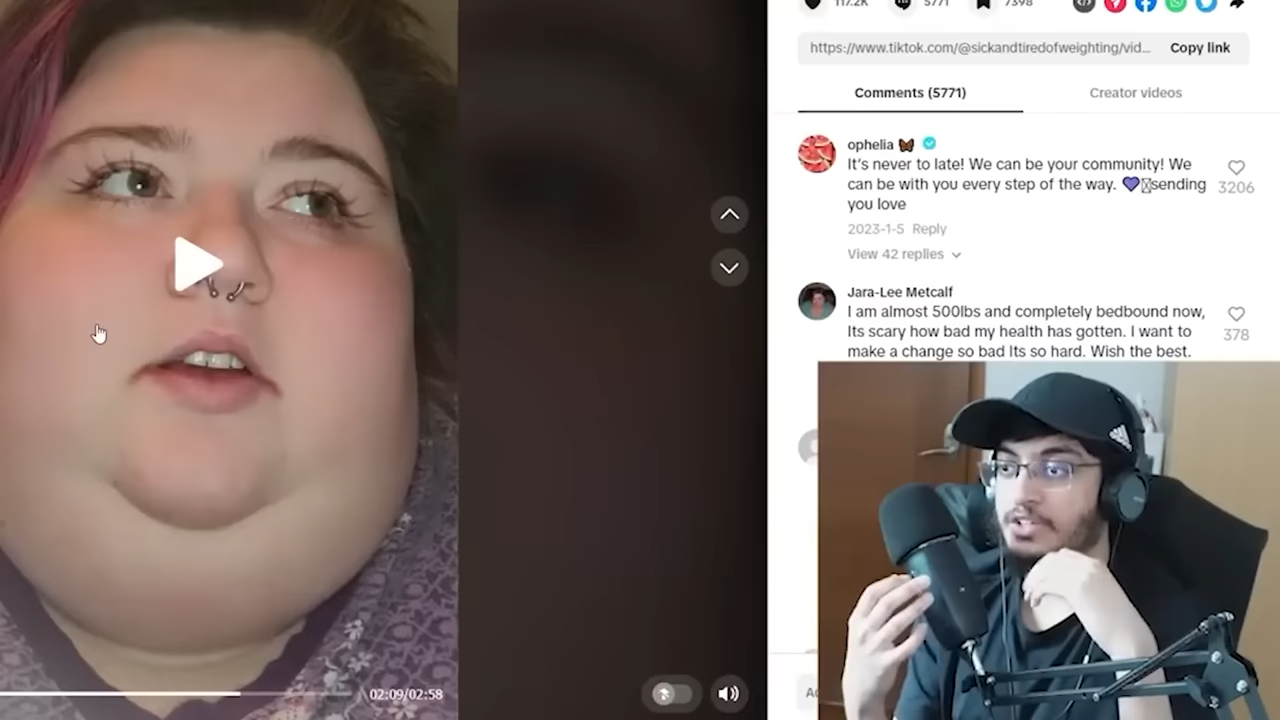 117.2K 5771 7398
https://www.tiktok.com/@sickandtiredofweighting/vid... Copy link
Comments (5771) Creator videos
ophelia
It's never to late! We can be your community! We
can be with you every step of the way. 💜 sending
you love
3206
2023-1-5 Reply
View 42 replies
Jara-Lee Metcalf
I am almost 500lbs and completely bedbound now,
Its scary how bad my health has gotten. I want to
make a change so bad Its so hard. Wish the best.
378
02:09/02:58